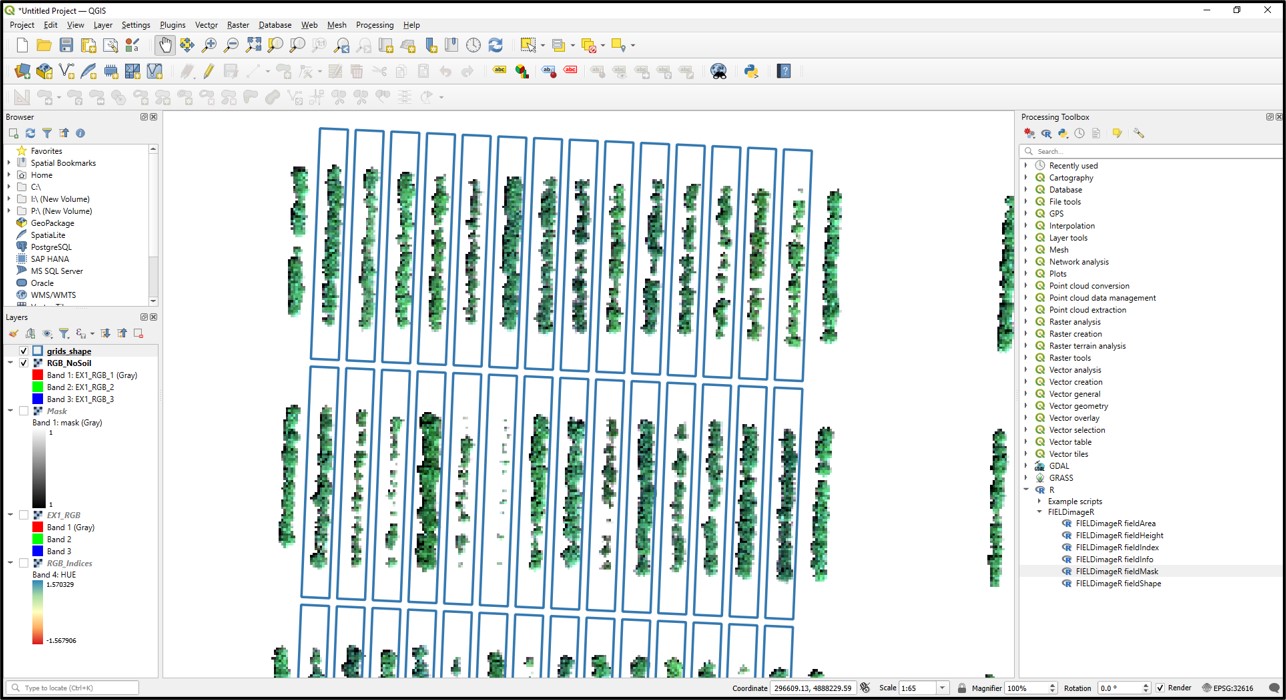 *Untitled Project — QGIS
Project Edit View Layer Settings Plugins Vector Raster Database Web Mesh Processing Help
abc
abc
Browser
Favorites
Spatial Bookmarks
Home
C:\
I:\ (New Volume)
P:\ (New Volume)
GeoPackage
SpatiaLite
PostgreSQL
SAP HANA
MS SQL Server
Oracle
WMS/WMTS
Layers
grids_shape
RGB_NoSoil
Band 1: EX1_RGB_1 (Gray)
Band 2: EX1_RGB_2
Band 3: EX1_RGB_3
Mask
Band 1: mask (Gray)
1
1
EX1_RGB
Band 1 (Gray)
Band 2
Band 3
RGB_Indices
Band 4: HUE
1.570329
-1.567906
Processing Toolbox
Search...
Recently used
Cartography
Database
File tools
GPS
Interpolation
Layer tools
Mesh
Network analysis
Plots
Point cloud conversion
Point cloud data management
Point cloud extraction
Raster analysis
Raster creation
Raster terrain analysis
Raster tools
Vector analysis
Vector creation
Vector general
Vector geometry
Vector overlay
Vector selection
Vector table
Vector tiles
GDAL
GRASS
R
Example scripts
FIELDimageR
FIELDimageR fieldArea
FIELDimageR fieldHeight
FIELDimageR fieldIndex
FIELDimageR fieldInfo
FIELDimageR fieldMask
FIELDimageR fieldShape
Type to locate (Ctrl+K)
Coordinate 296609.13, 4888229.59 Scale 1:65 Magnifier 100% Rotation 0.0 ° Render EPSG:32616